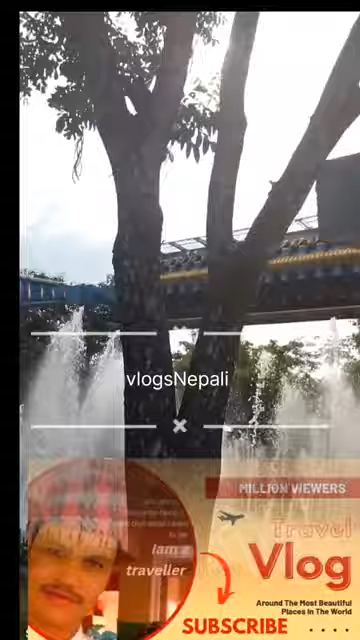 vlogsNepali
MILLION VIEWERS
Travel
Vlog
Iam a
traveller
Around The Most Beautiful
Places In The World
SUBSCRIBE